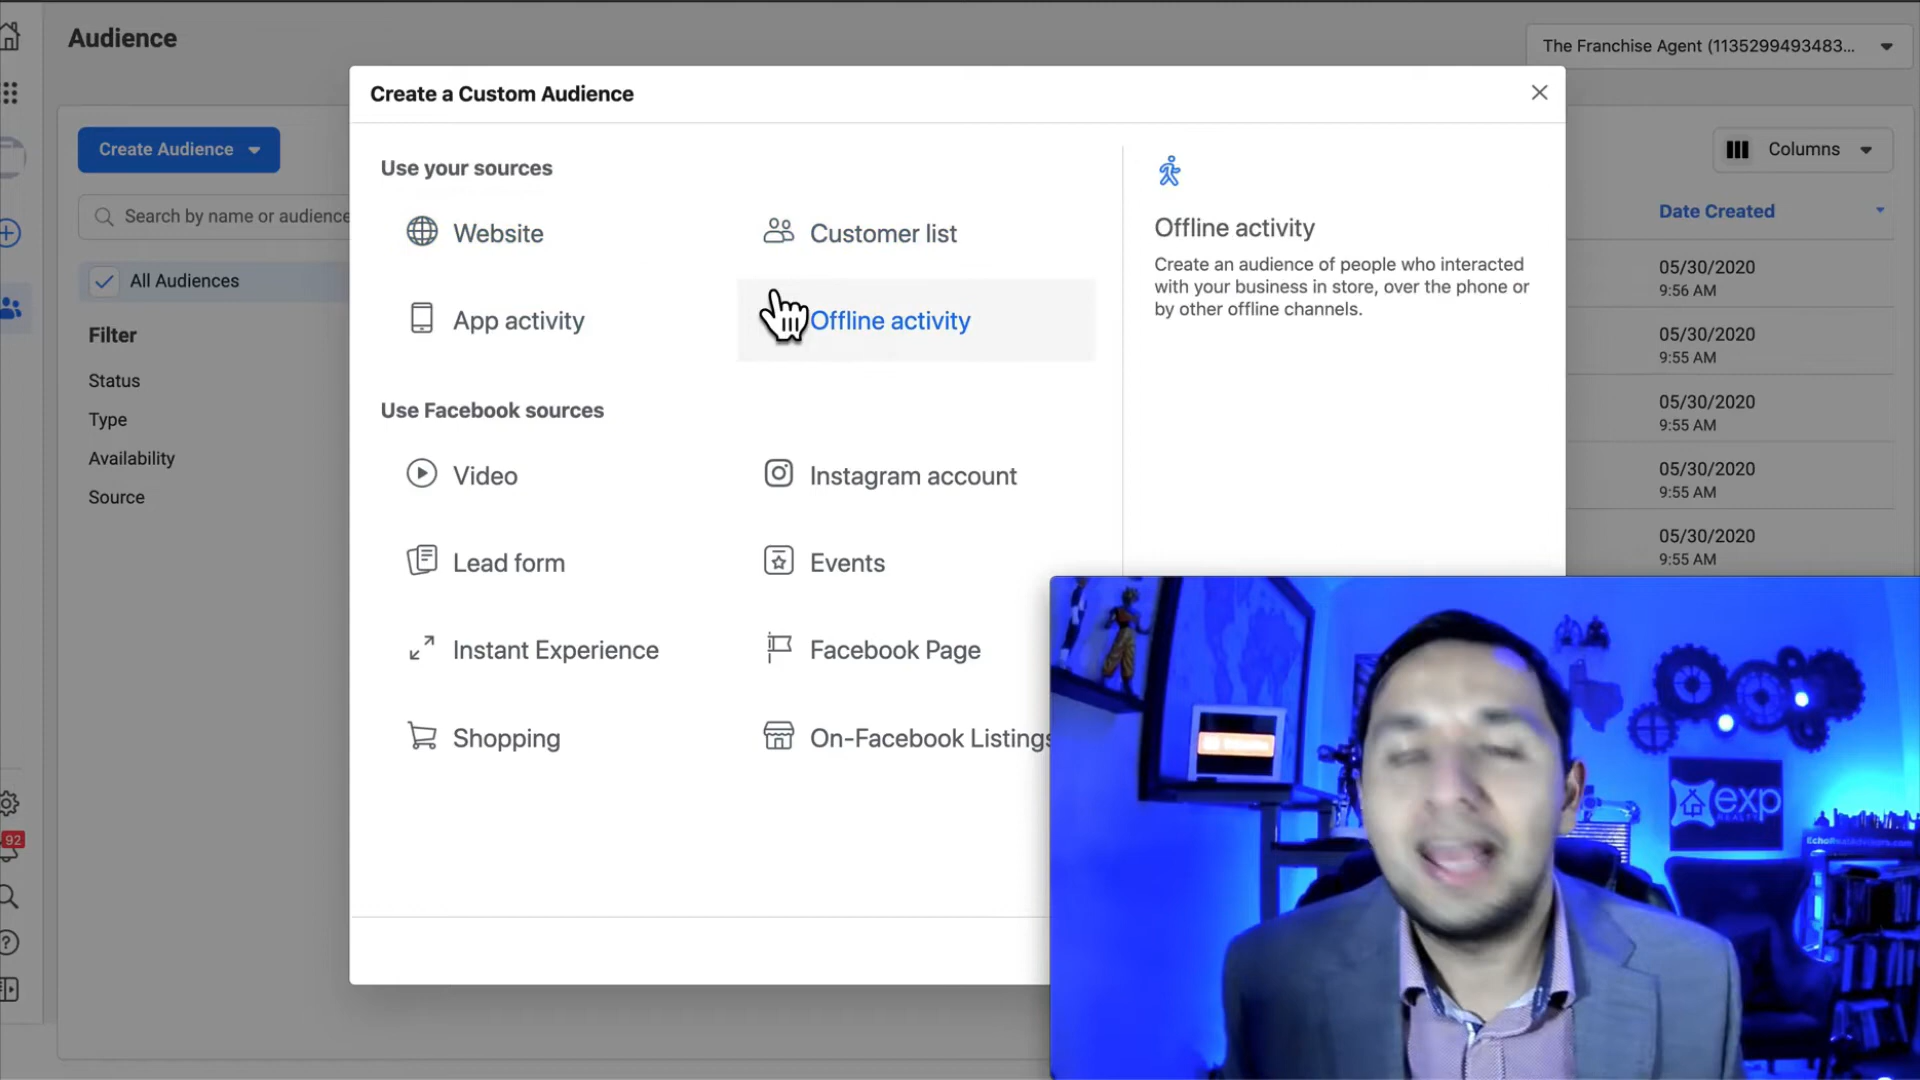 Audience
The Franchise Agent (1135299493483...
Create a Custom Audience
Create Audience
Columns
Use your sources
Search by name or audience
Date Created
Website
Customer list
Offline activity
Create an audience of people who interacted
with your business in store, over the phone or
by other offline channels.
All Audiences
App activity
Offline activity
Filter
Status
Type
Availability
Source
05/30/2020
9:56 AM
05/30/2020
9:55 AM
05/30/2020
9:55 AM
05/30/2020
9:55 AM
05/30/2020
9:55 AM
Use Facebook sources
Video
Instagram account
Lead form
Events
Instant Experience
Facebook Page
Shopping
On-Facebook Listings
92
exp
REALTY